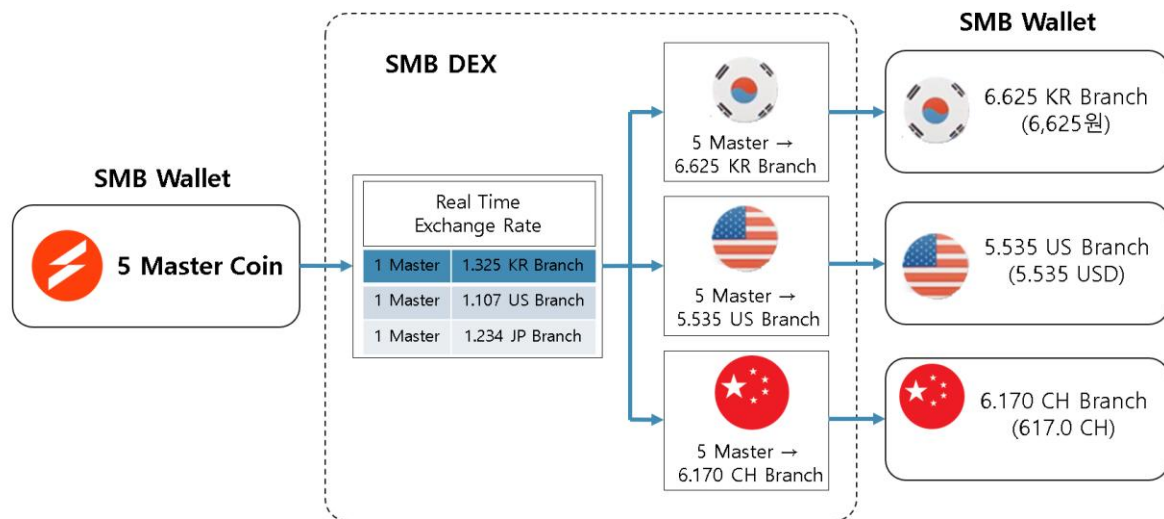 SMB Wallet
5 Master Coin
SMB DEX
Real Time
Exchange Rate
1 Master 1.325 KR Branch
1 Master 1.107 US Branch
1 Master 1.234 JP Branch
5 Master →
6.625 KR Branch
5 Master →
5.535 US Branch
5 Master →
6.170 CH Branch
SMB Wallet
6.625 KR Branch
(6,625원)
5.535 US Branch
(5.535 USD)
6.170 CH Branch
(617.0 CH)